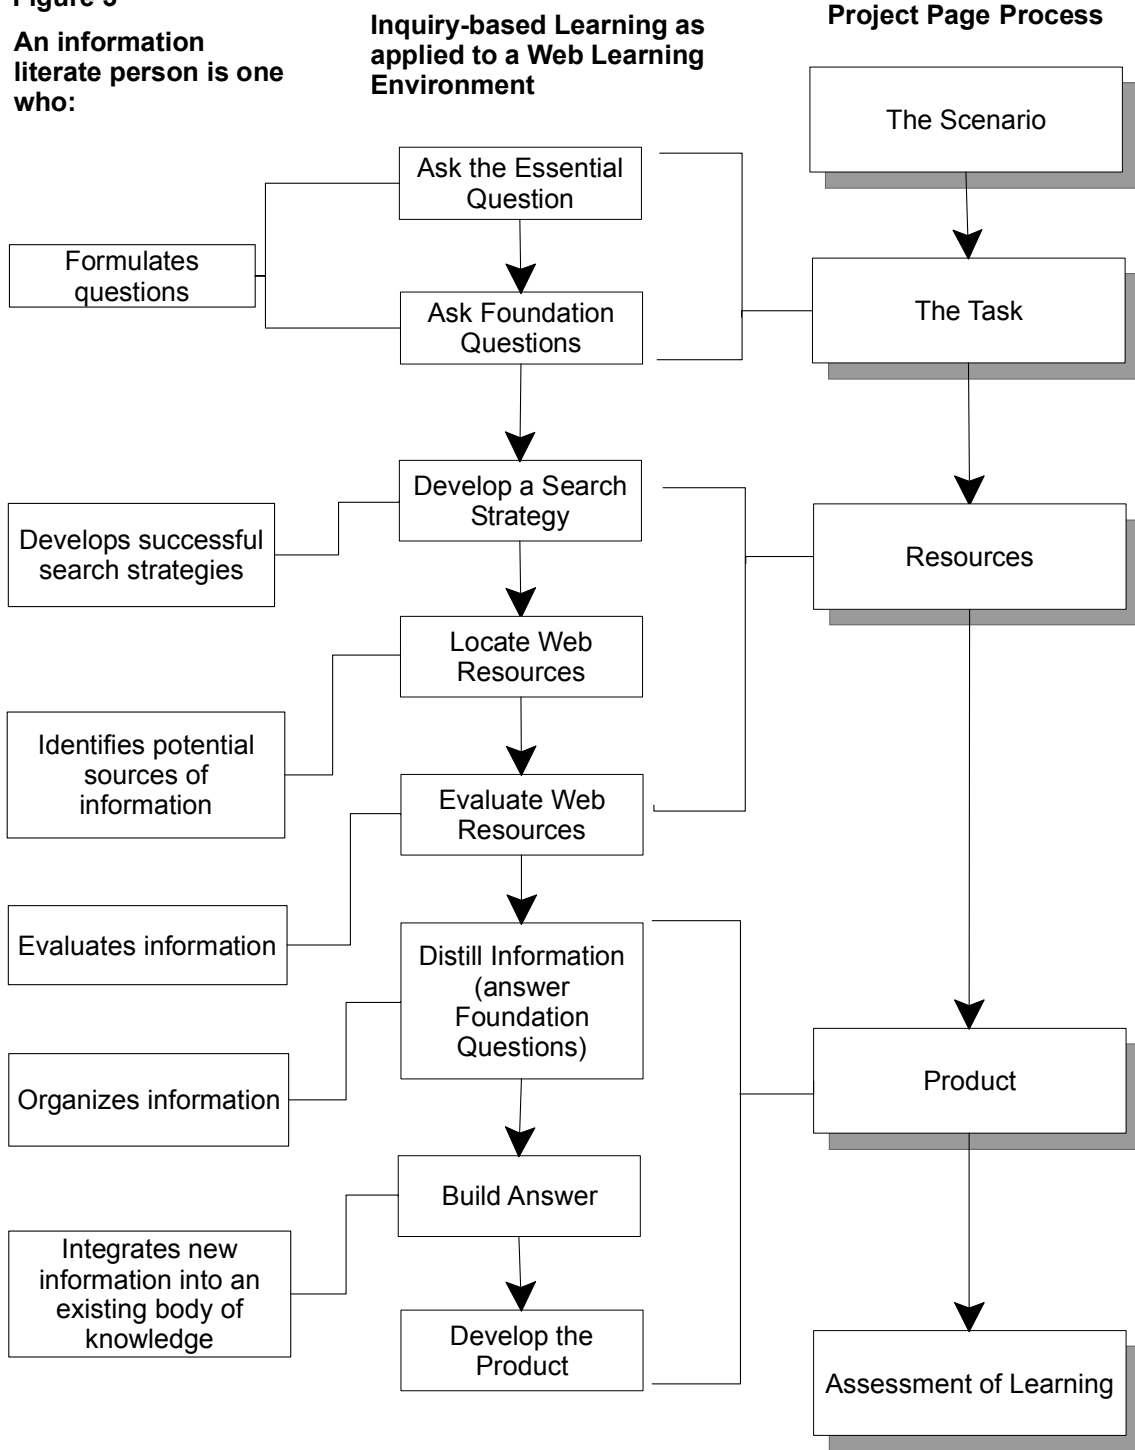 An information
literate person is one
who:
Inquiry-based Learning as
applied to a Web Learning
Environment
Project Page Process
Formulates
questions
Develops successful
search strategies
Identifies potential
sources of
information
Evaluates information
Organizes information
Integrates new
information into an
existing body of
knowledge
Ask the Essential
Question
Ask Foundation
Questions
Develop a Search
Strategy
Locate Web
Resources
Evaluate Web
Resources
Distill Information
(answer
Foundation
Questions)
Build Answer
Develop the
Product
The Scenario
The Task
Resources
Product
Assessment of Learning